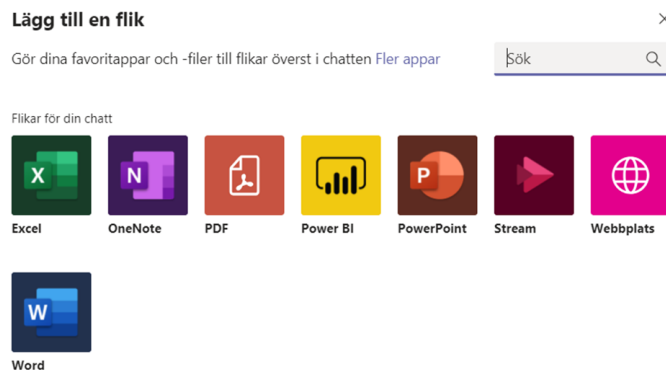 Lägg till en flik
Gör dina favoritappar och -filer till flikar överst i chatten Fler appar
Sök
Flikar för din chatt
X
N
P
Excel
OneNote
PDF
Power BI
PowerPoint
Stream
Webbplats
W
Word